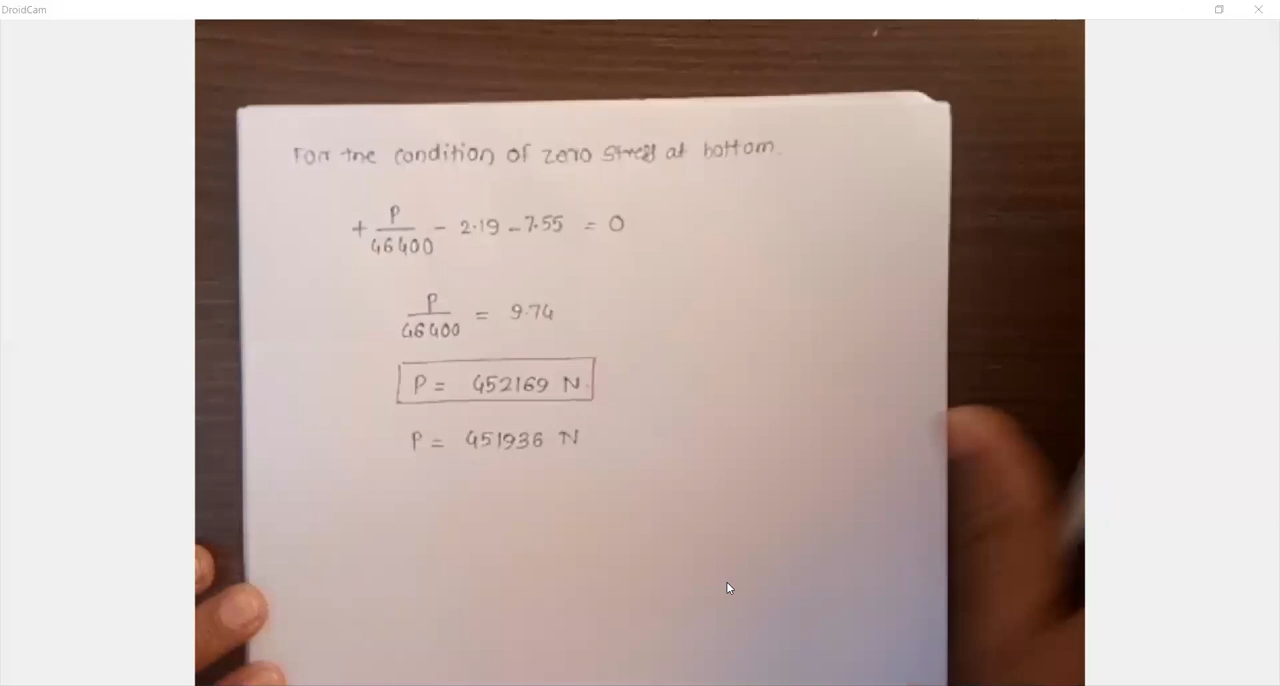 DroidCam
For the condition of zero stress at bottom.
+ P/46400 - 2.19 - 7.55 = 0
P/46400 = 9.74
P = 452169 N.
P = 451936 N